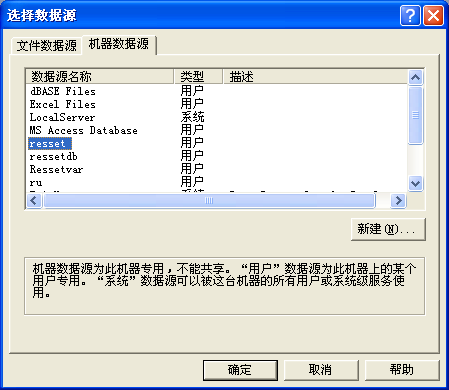 选择数据源
文件数据源 机器数据源
数据源名称 类型 描述
dBASE Files 用户
Excel Files 用户
LocalServer 系统
MS Access Database 用户
resset 用户
ressetdb 用户
Ressetvar 用户
ru 用户
新建(N)...
机器数据源为此机器专用，不能共享。“用户”数据源为此机器上的某个
用户专用。“系统”数据源可以被这台机器的所有用户或系统级服务使
用。
确定 取消 帮助